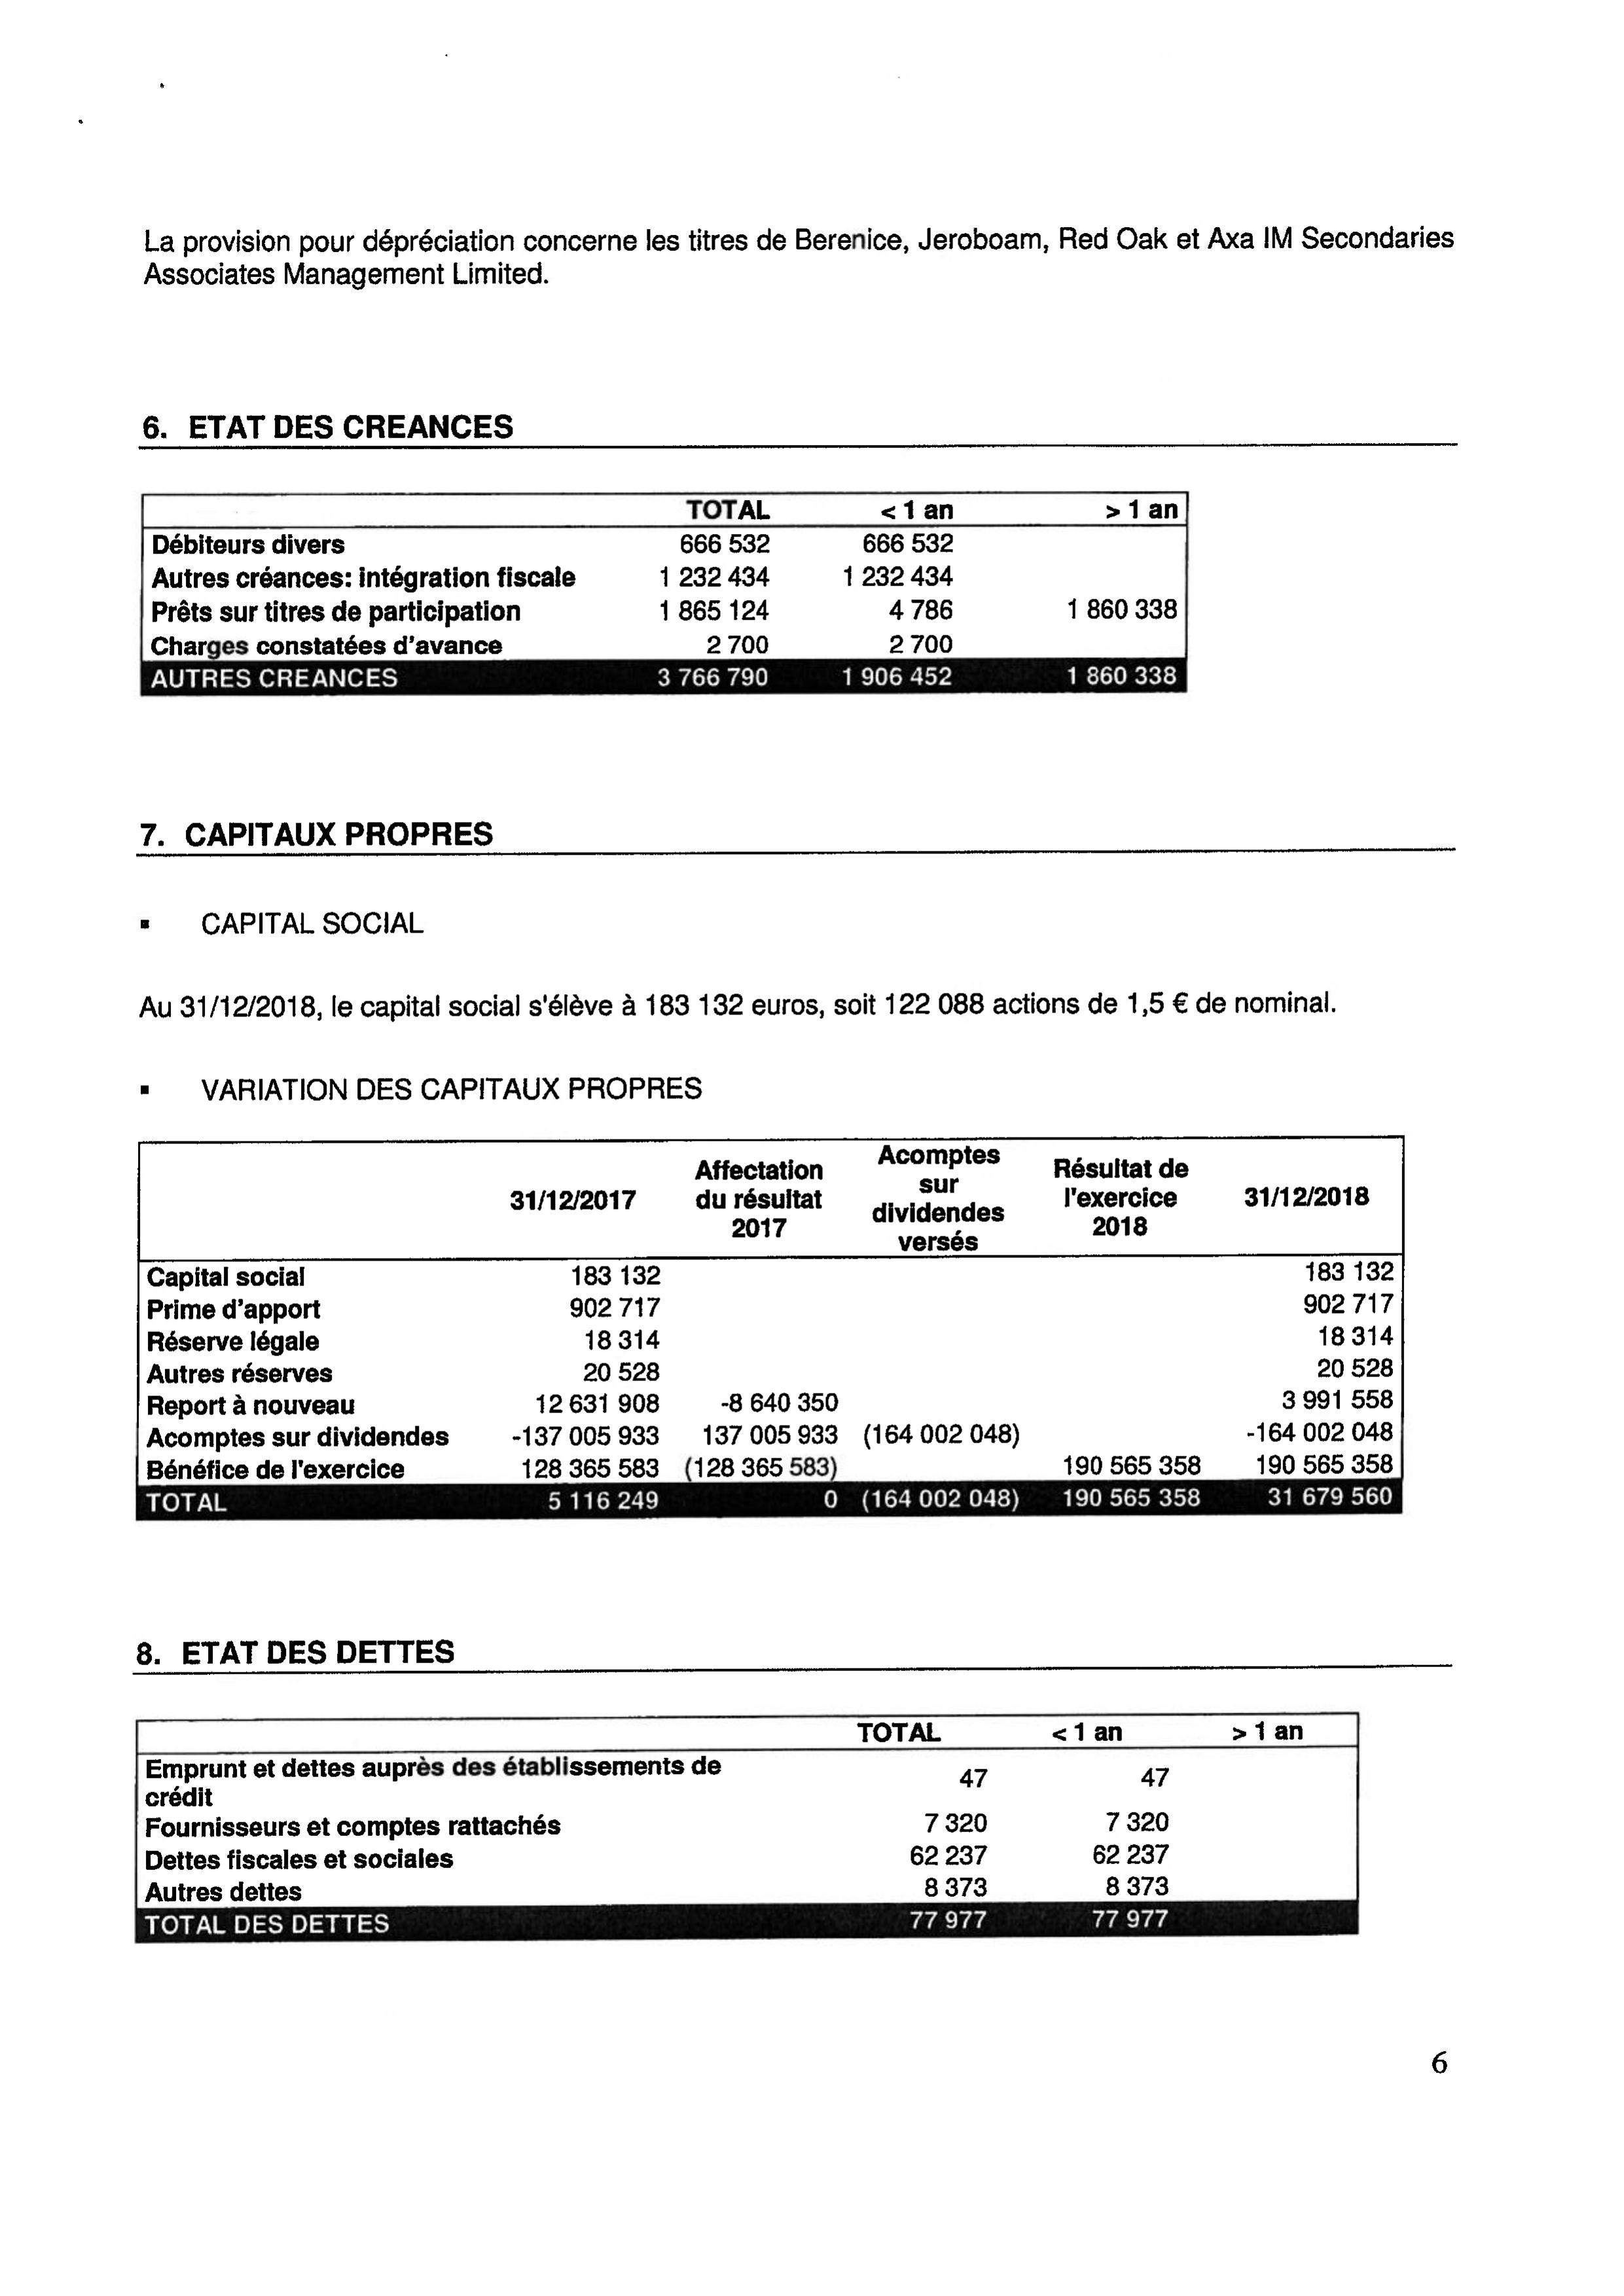 La provision pour dépréciation concerne les titres de Berenice, Jeroboam, Red Oak et Axa IM Secondaries
Associates Management Limited.
6. ETAT DES CREANCES
TOTAL < 1 an > 1 an
Débiteurs divers 666 532 666 532
Autres créances: intégration fiscale 1 232 434 1 232 434
Prêts sur titres de participation 1 865 124 4 786 1 860 338
Charges constatées d'avance 2 700 2 700
AUTRES CREANCES 3 766 790 1 906 452 1 860 338
7. CAPITAUX PROPRES
▪ CAPITAL SOCIAL
Au 31/12/2018, le capital social s'élève à 183 132 euros, soit 122 088 actions de 1,5 € de nominal.
▪ VARIATION DES CAPITAUX PROPRES
31/12/2017
Affectation
du résultat
2017
Acomptes
sur
dividendes
versés
Résultat de
l'exercice
2018
31/12/2018
Capital social 183 132 183 132
Prime d'apport 902 717 902 717
Réserve légale 18 314 18 314
Autres réserves 20 528 20 528
Report à nouveau 12 631 908 -8 640 350 3 991 558
Acomptes sur dividendes -137 005 933 137 005 933 (164 002 048) -164 002 048
Bénéfice de l'exercice 128 365 583 (128 365 583) 190 565 358 190 565 358
TOTAL 5 116 249 0 (164 002 048) 190 565 358 31 679 560
8. ETAT DES DETTES
TOTAL < 1 an > 1 an
Emprunt et dettes auprès des établissements de
crédit 47 47
Fournisseurs et comptes rattachés 7 320 7 320
Dettes fiscales et sociales 62 237 62 237
Autres dettes 8 373 8 373
TOTAL DES DETTES 77 977 77 977
6